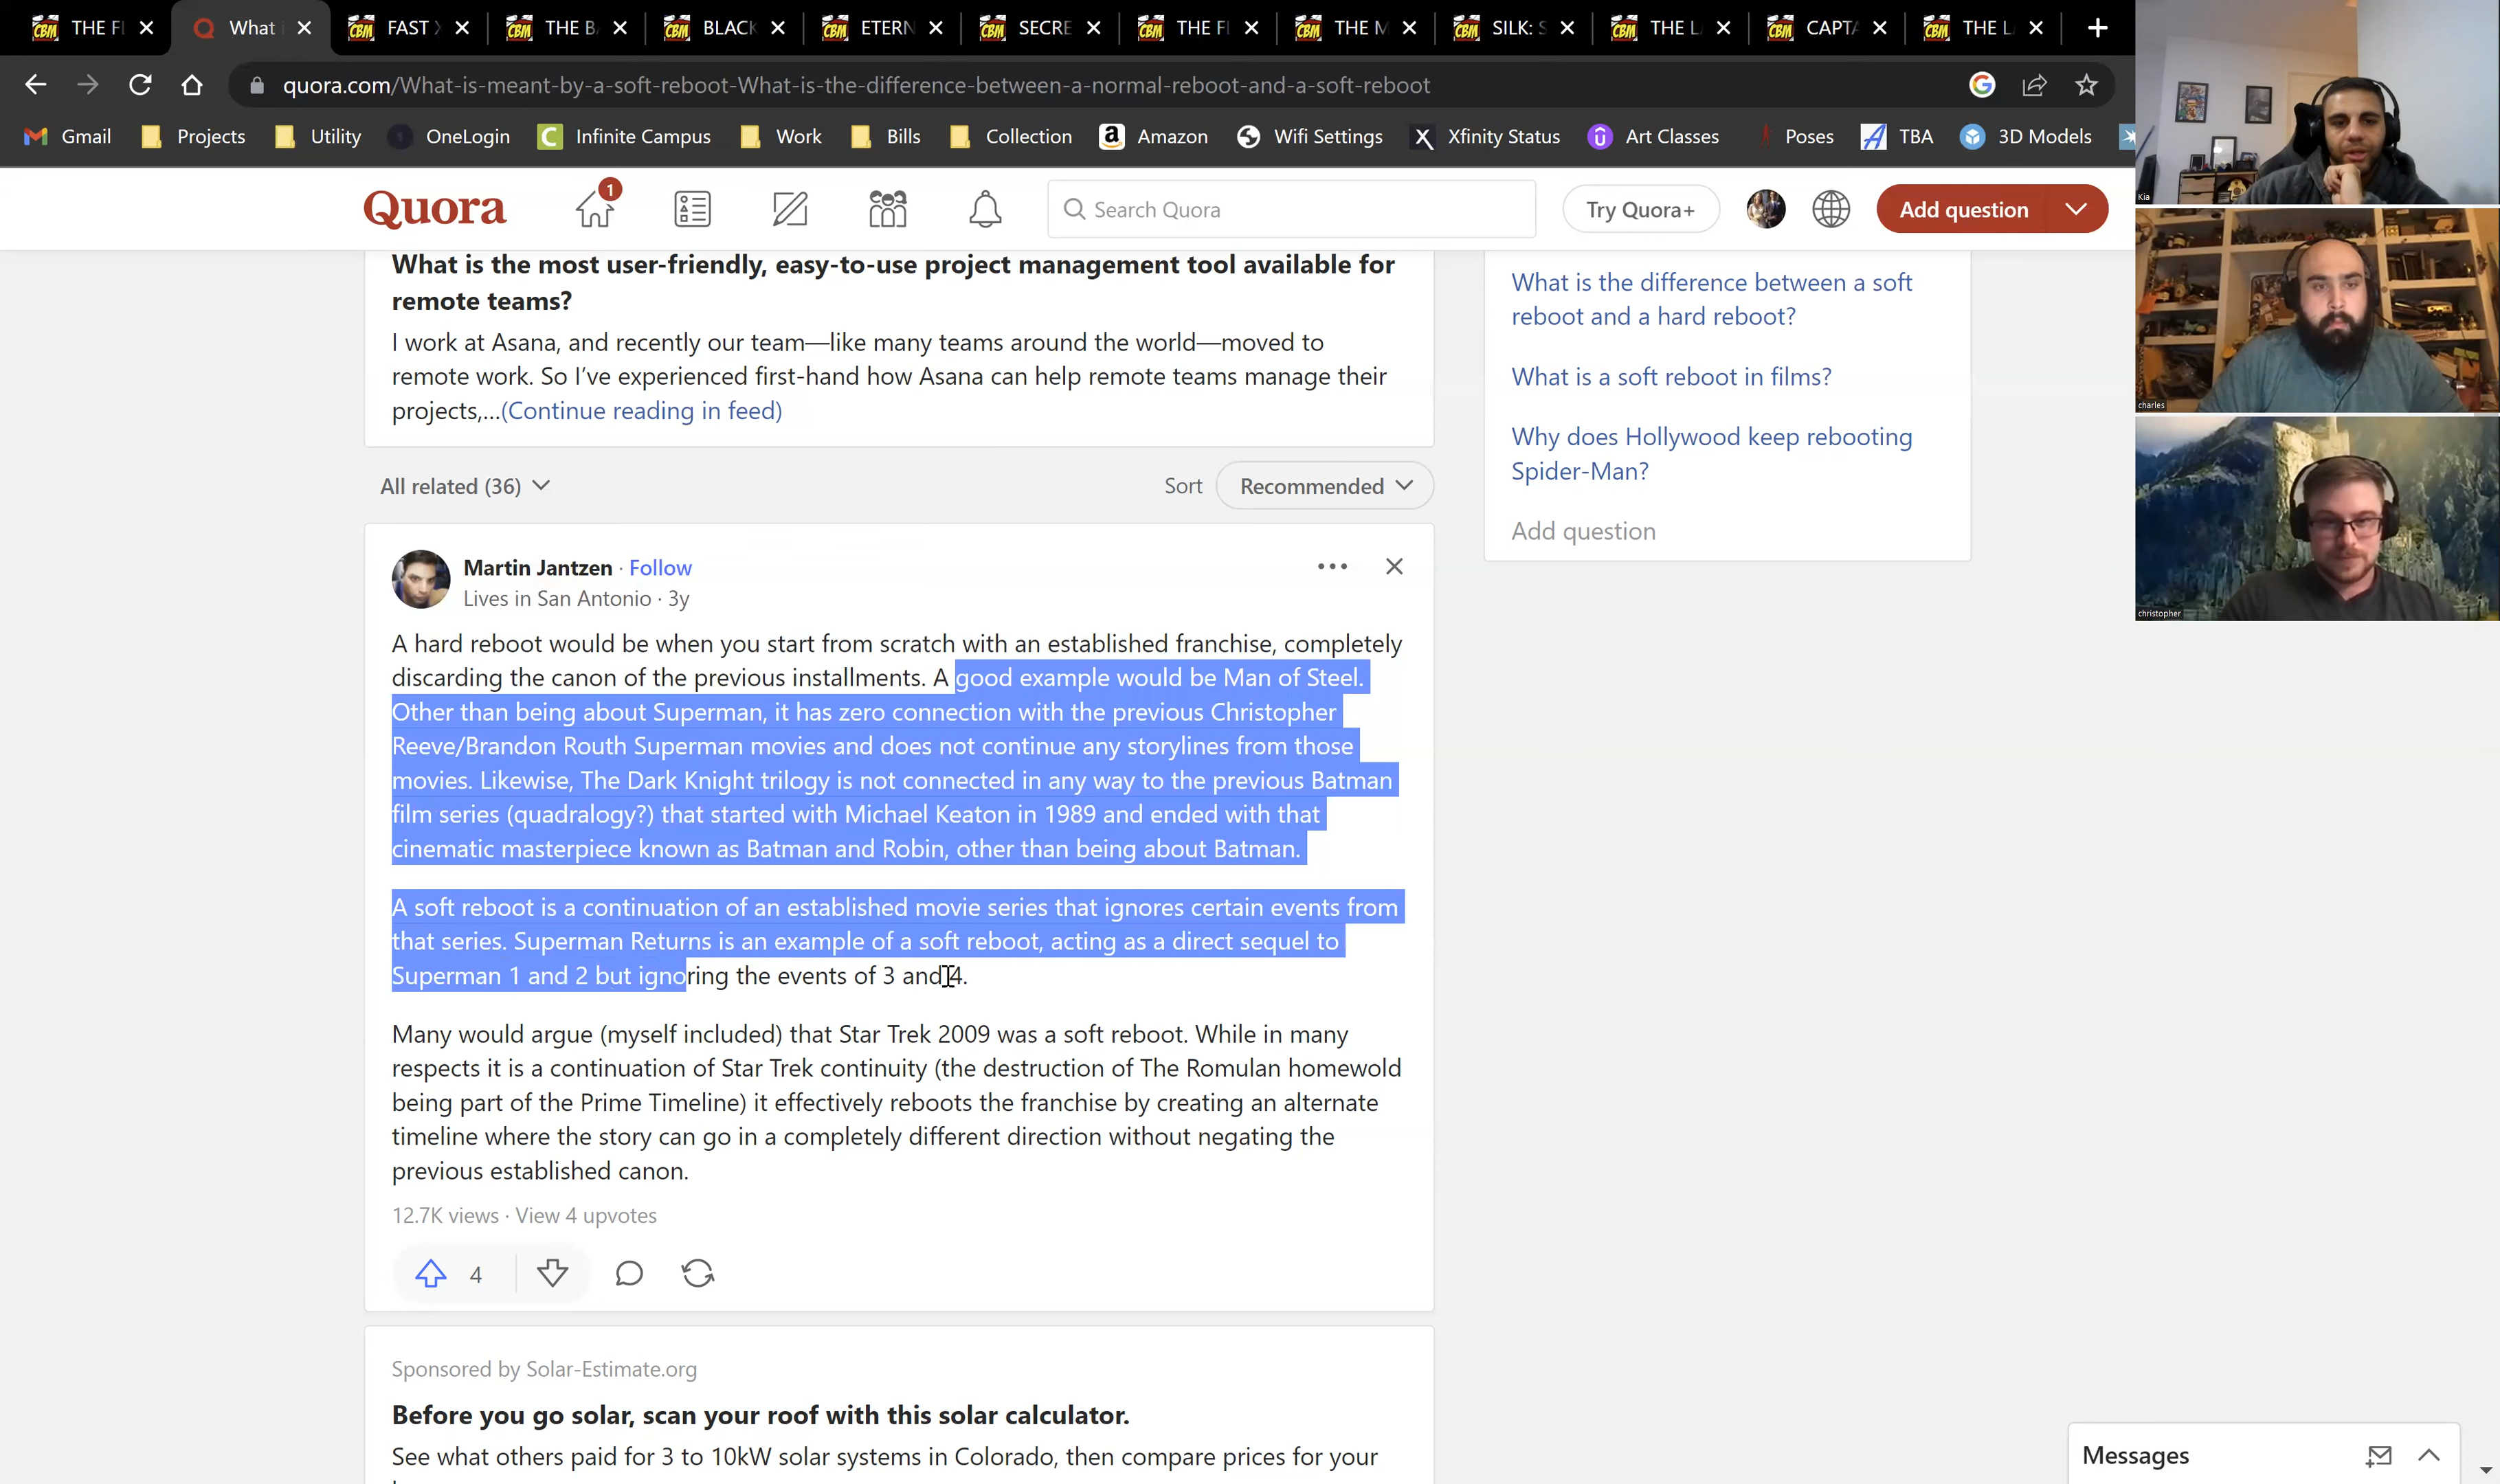 THE FI
What i
FAST X
THE BA
BLACK
ETERN
SECRE
THE FI
THE M
SILK: S
THE LA
CAPTA
THE LA
quora.com/What-is-meant-by-a-soft-reboot-What-is-the-difference-between-a-normal-reboot-and-a-soft-reboot
Gmail
Projects
Utility
OneLogin
Infinite Campus
Work
Bills
Collection
Amazon
Wifi Settings
Xfinity Status
Art Classes
Poses
TBA
3D Models
Kia
charles
christopher
Quora
1
Search Quora
Try Quora+
Add question
What is the most user-friendly, easy-to-use project management tool available for
remote teams?
I work at Asana, and recently our team—like many teams around the world—moved to
remote work. So I've experienced first-hand how Asana can help remote teams manage their
projects,...(Continue reading in feed)
What is the difference between a soft
reboot and a hard reboot?
What is a soft reboot in films?
Why does Hollywood keep rebooting
Spider-Man?
Add question
All related (36)
Sort
Recommended
Martin Jantzen · Follow
Lives in San Antonio · 3y
A hard reboot would be when you start from scratch with an established franchise, completely
discarding the canon of the previous installments. A good example would be Man of Steel.
Other than being about Superman, it has zero connection with the previous Christopher
Reeve/Brandon Routh Superman movies and does not continue any storylines from those
movies. Likewise, The Dark Knight trilogy is not connected in any way to the previous Batman
film series (quadralogy?) that started with Michael Keaton in 1989 and ended with that
cinematic masterpiece known as Batman and Robin, other than being about Batman.
A soft reboot is a continuation of an established movie series that ignores certain events from
that series. Superman Returns is an example of a soft reboot, acting as a direct sequel to
Superman 1 and 2 but ignoring the events of 3 and 4.
Many would argue (myself included) that Star Trek 2009 was a soft reboot. While in many
respects it is a continuation of Star Trek continuity (the destruction of The Romulan homewold
being part of the Prime Timeline) it effectively reboots the franchise by creating an alternate
timeline where the story can go in a completely different direction without negating the
previous established canon.
12.7K views · View 4 upvotes
4
Sponsored by Solar-Estimate.org
Before you go solar, scan your roof with this solar calculator.
See what others paid for 3 to 10kW solar systems in Colorado, then compare prices for your
Messages